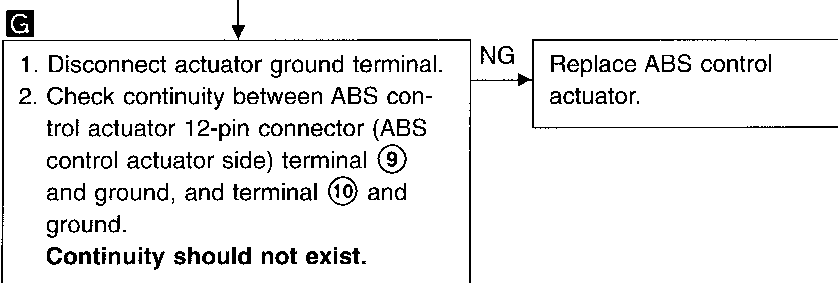 G
1. Disconnect actuator ground terminal.
2. Check continuity between ABS con-
trol actuator 12-pin connector (ABS
control actuator side) terminal ⑨
and ground, and terminal ⑩ and
ground.
Continuity should not exist.
NG
Replace ABS control
actuator.